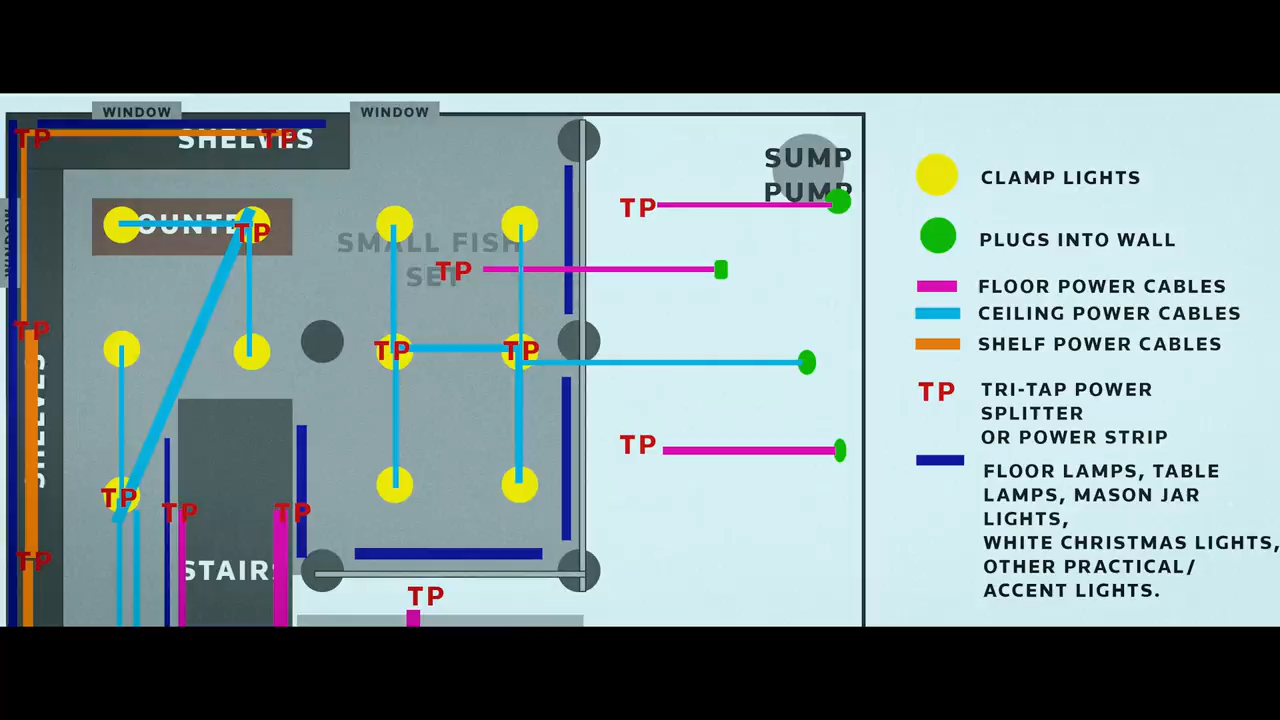 WINDOW
WINDOW
TP
SHELVES
TP
SUMP
PUMP
WINDOW
COUNTER
TP
SMALL FISH
SET
TP
TP
TP
TP
TP
SHELVES
TP
TP
TP
TP
TP
STAIRS
TP
TP
CLAMP LIGHTS
PLUGS INTO WALL
FLOOR POWER CABLES
CEILING POWER CABLES
SHELF POWER CABLES
TP
TRI-TAP POWER
SPLITTER
OR POWER STRIP
FLOOR LAMPS, TABLE
LAMPS, MASON JAR
LIGHTS,
WHITE CHRISTMAS LIGHTS,
OTHER PRACTICAL/
ACCENT LIGHTS.